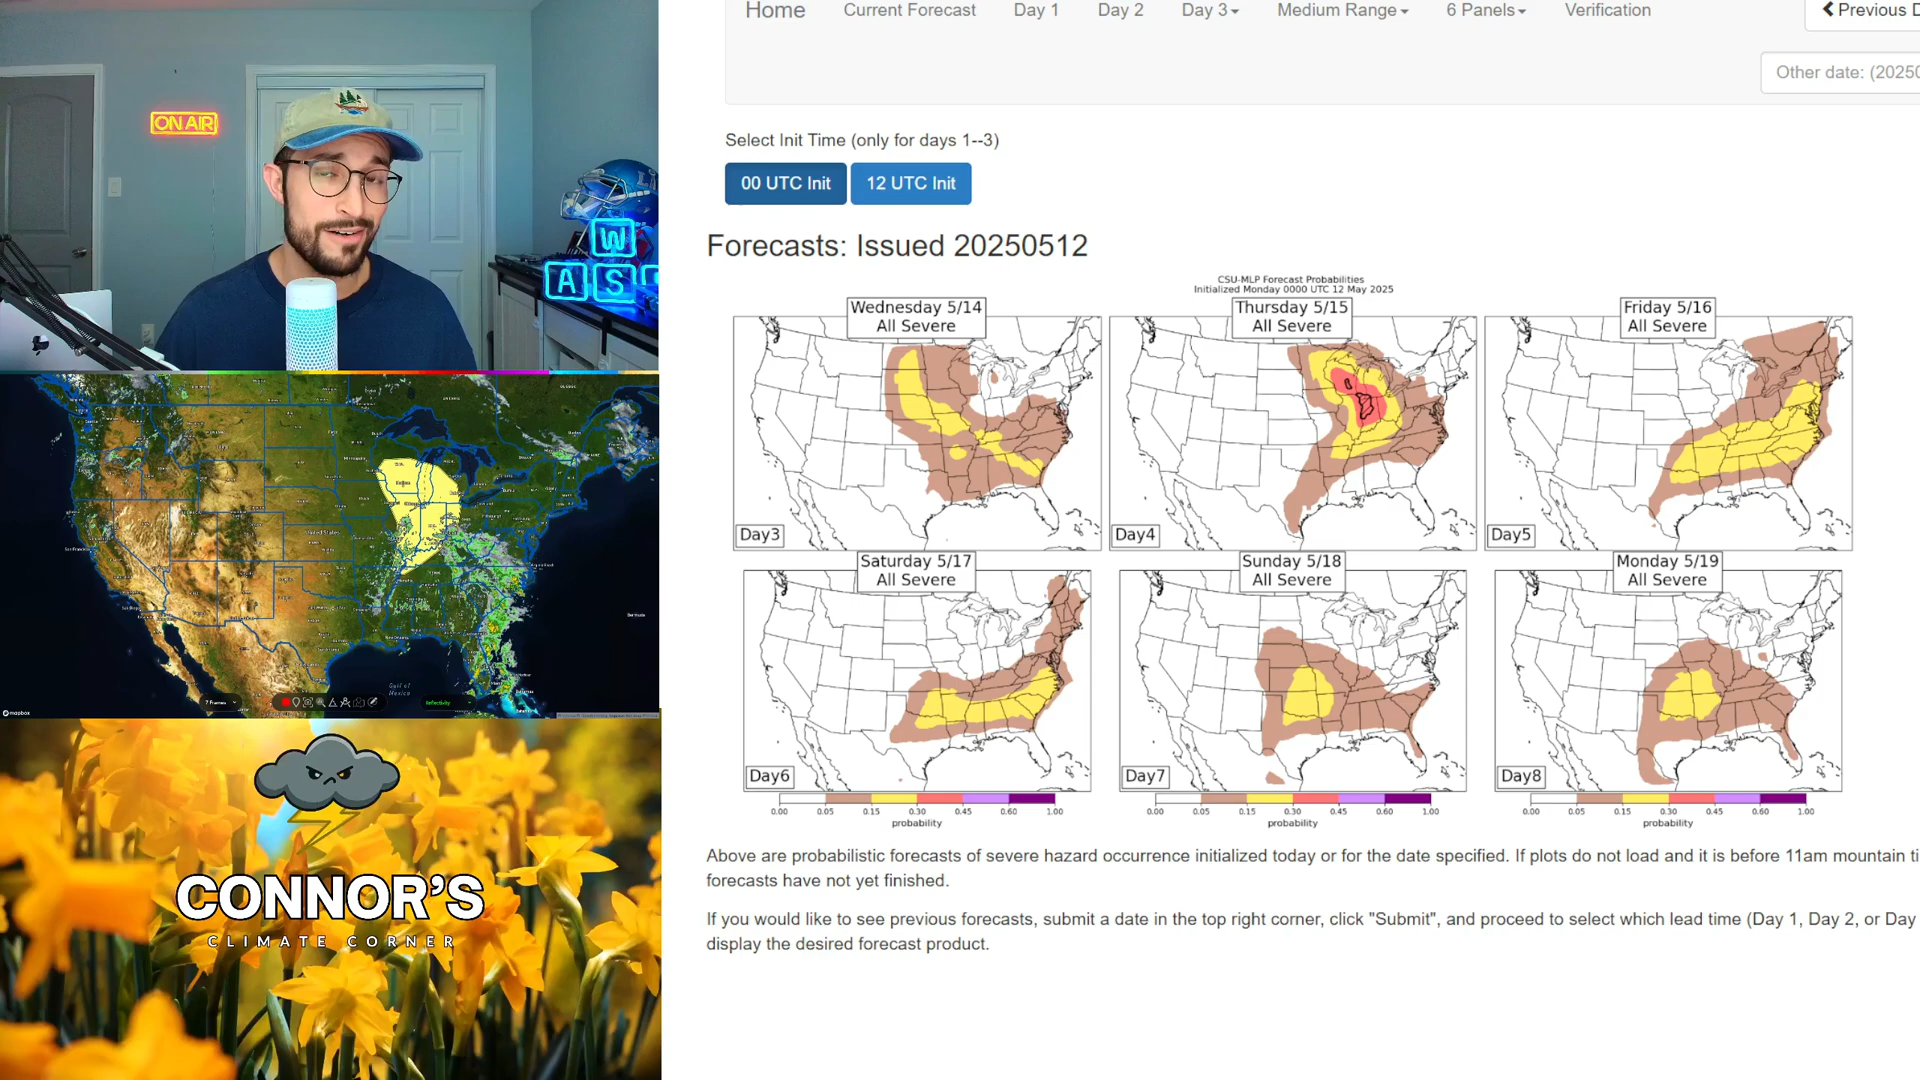 Home Current Forecast Day 1 Day 2 Day 3 Medium Range 6 Panels Verification
Previous D
Other date: (20250
ON AIR
W
A S
Select Init Time (only for days 1--3)
00 UTC Init 12 UTC Init
Forecasts: Issued 20250512
CSU-MLP Forecast Probabilities
Initialized Monday 0000 UTC 12 May 2025
Wednesday 5/14
All Severe
Day3
Thursday 5/15
All Severe
Day4
Friday 5/16
All Severe
Day5
Saturday 5/17
All Severe
Day6
Sunday 5/18
All Severe
Day7
Monday 5/19
All Severe
Day8
0.00 0.05 0.15 0.30 0.45 0.60 1.00
probability
0.00 0.05 0.15 0.30 0.45 0.60 1.00
probability
0.00 0.05 0.15 0.30 0.45 0.60 1.00
probability
Above are probabilistic forecasts of severe hazard occurrence initialized today or for the date specified. If plots do not load and it is before 11am mountain ti
forecasts have not yet finished.
If you would like to see previous forecasts, submit a date in the top right corner, click "Submit", and proceed to select which lead time (Day 1, Day 2, or Day
display the desired forecast product.
United States
Gulf of
Mexico
7 Frames
Reflectivity
mapbox
CONNOR'S
CLIMATE CORNER